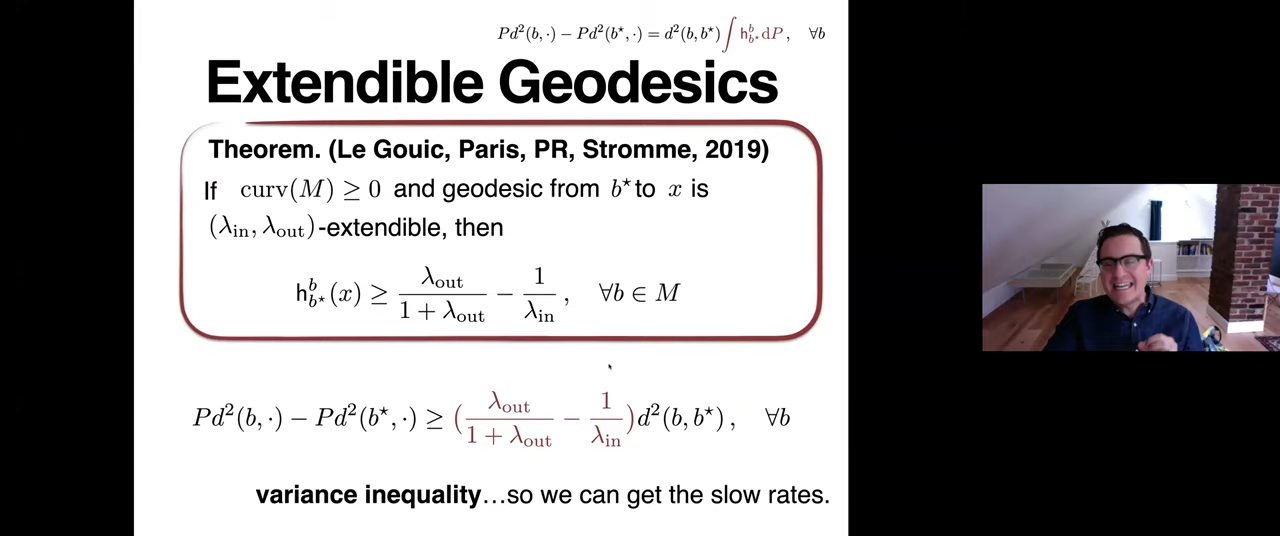 Pd²(b,·) − Pd²(b⋆,·) = d²(b,b⋆) ∫ h_{b⋆}^{b} dP, ∀b
Extendible Geodesics
Theorem. (Le Gouic, Paris, PR, Stromme, 2019)
If curv(M) ≥ 0 and geodesic from b⋆ to x is
(λ_in, λ_out)-extendible, then
h_{b⋆}^{b}(x) ≥ λ_out/(1 + λ_out) − 1/λ_in, ∀b ∈ M
Pd²(b,·) − Pd²(b⋆,·) ≥ (λ_out/(1 + λ_out) − 1/λ_in)d²(b,b⋆), ∀b
variance inequality…so we can get the slow rates.